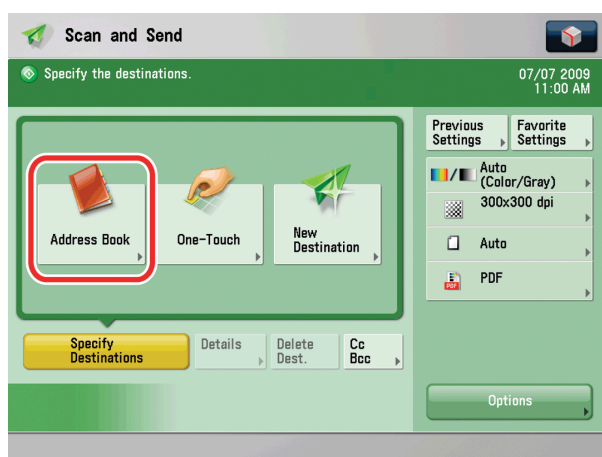 Scan and Send
Specify the destinations.
07/07 2009
11:00 AM
Previous
Settings
Favorite
Settings
Address Book
One-Touch
New
Destination
Auto
(Color/Gray)
300x300 dpi
Auto
PDF
PDF
Specify
Destinations
Details
Delete
Dest.
Cc
Bcc
Options